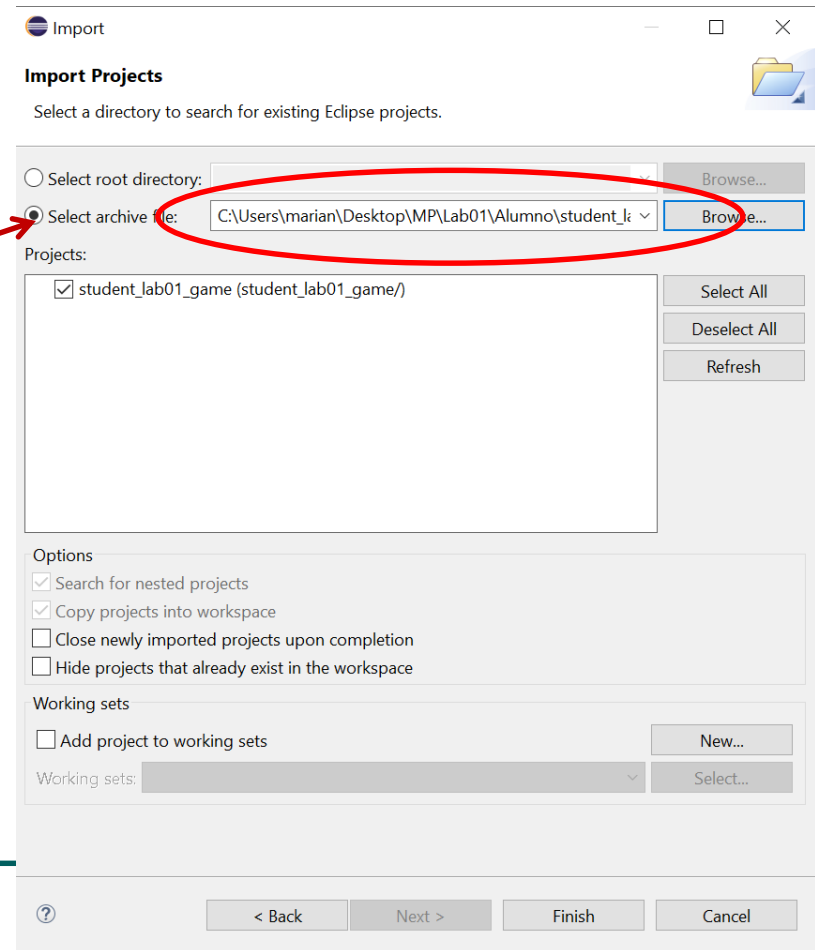 Import
Import Projects
Select a directory to search for existing Eclipse projects.
Select root directory: Browse...
Select archive file: C:\Users\marian\Desktop\MP\Lab01\Alumno\student_la Browse...
Projects:
student_lab01_game (student_lab01_game/)
Select All
Deselect All
Refresh
Options
Search for nested projects
Copy projects into workspace
Close newly imported projects upon completion
Hide projects that already exist in the workspace
Working sets
Add project to working sets New...
Working sets: Select...
? < Back Next > Finish Cancel